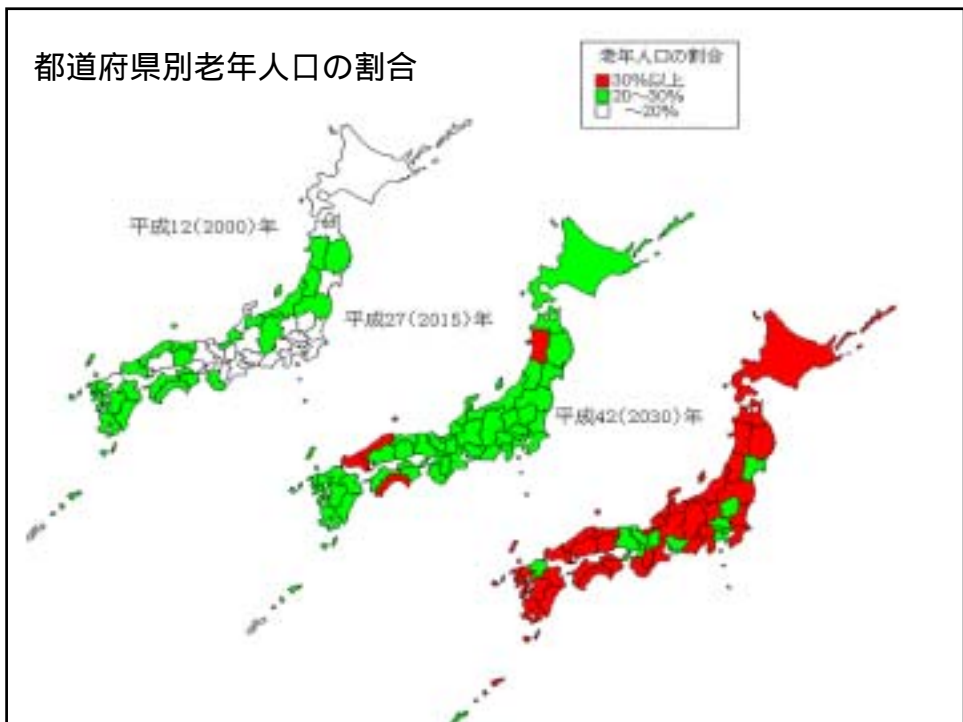 都道府県別老年人口の割合
老年人口の割合
30%以上
20～30%
～20%
平成12(2000)年
平成27(2015)年
平成42(2030)年